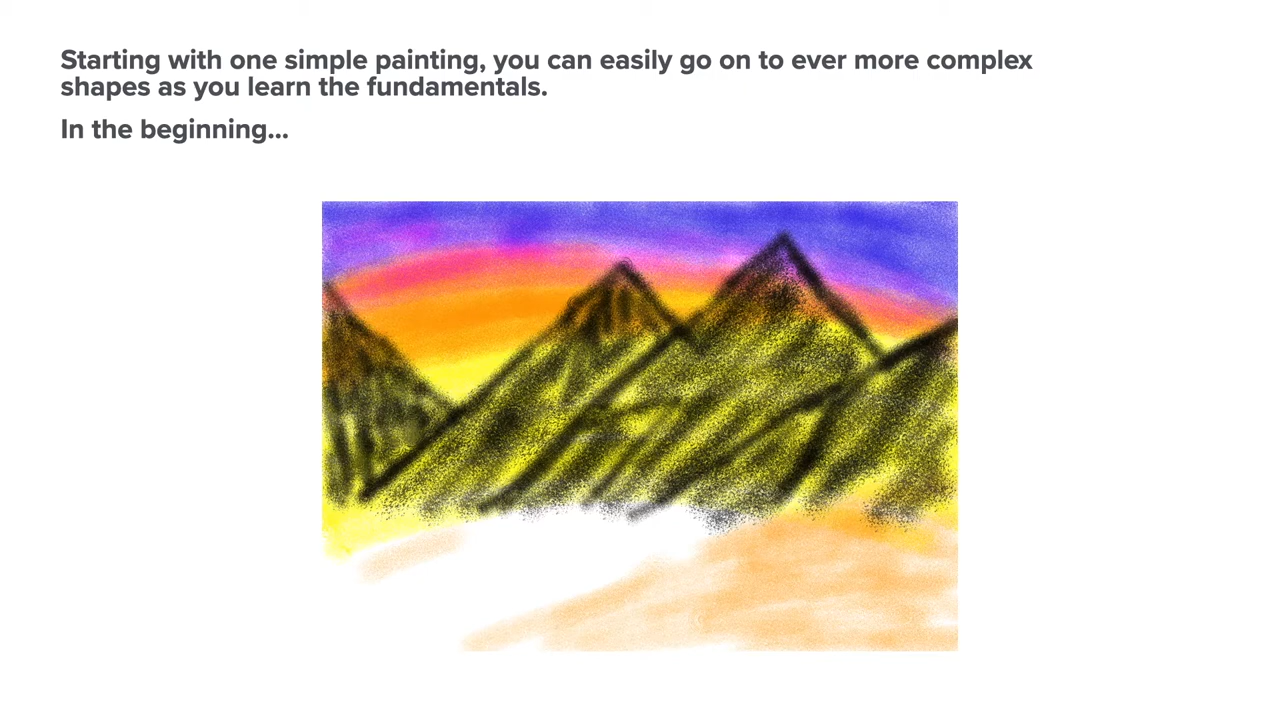 Starting with one simple painting, you can easily go on to ever more complex
shapes as you learn the fundamentals.
In the beginning...